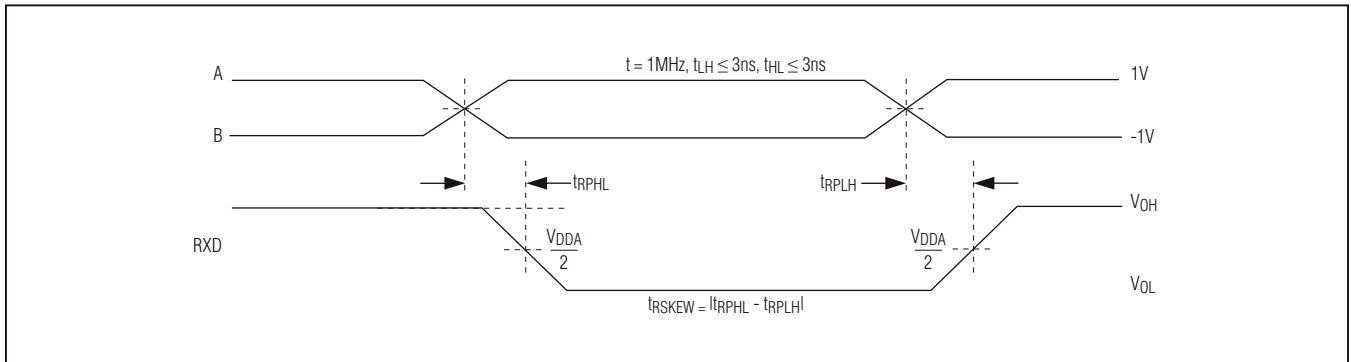 t = 1MHz, tLH ≤ 3ns, tHL ≤ 3ns
A
1V
B
-1V
tRPHL
tRPLH
VOH
RXD
VDDA
2
VDDA
2
VOL
tRSKEW = |tRPHL - tRPLH|